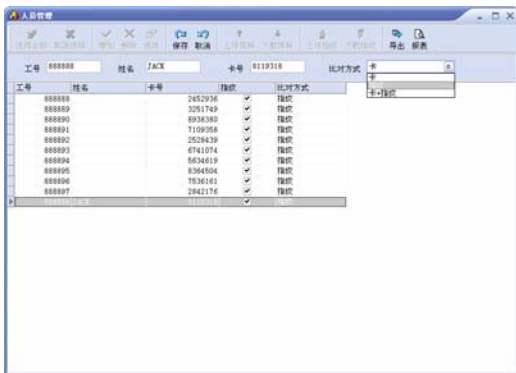 人员管理
选择全部 取消选择 增加 删除 修改 保存 取消 上传资料 下载资料 上传指纹 下载指纹 导出 报表
工号 888888 姓名 JACK 卡号 8119318 比对方式 卡
卡
卡+指纹
工号 姓名 卡号 指纹 比对方式
888888 2452936 指纹
888889 3251749 指纹
888890 8938380 指纹
888891 7109358 指纹
888892 2528439 指纹
888893 6741074 指纹
888894 5634619 指纹
888895 8364504 指纹
888896 7536161 指纹
888897 2842176 指纹
888888 JACK 8119318 指纹